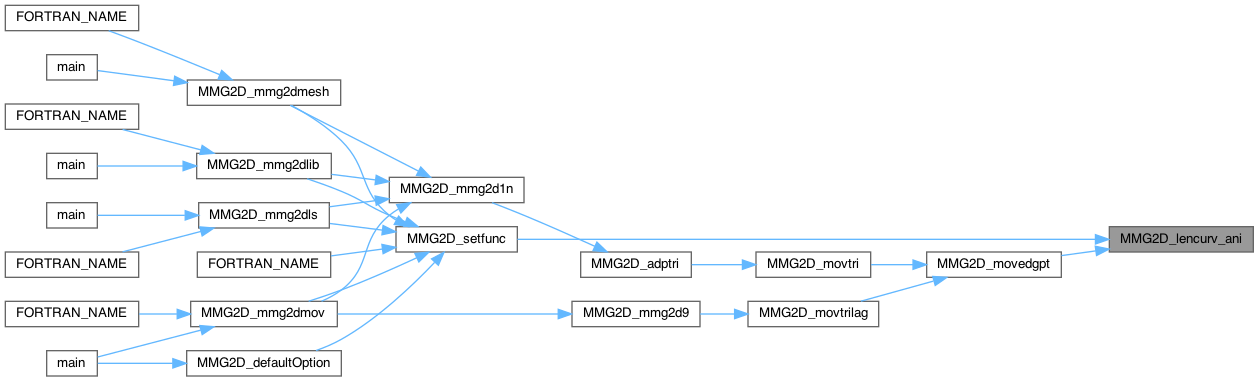 FORTRAN_NAME
main
MMG2D_mmg2dmesh
FORTRAN_NAME
main
MMG2D_mmg2dlib
MMG2D_mmg2d1n
main
MMG2D_mmg2dls
MMG2D_setfunc
MMG2D_lencurv_ani
FORTRAN_NAME
FORTRAN_NAME
MMG2D_adptri
MMG2D_movtri
MMG2D_movedgpt
FORTRAN_NAME
MMG2D_mmg2dmov
MMG2D_mmg2d9
MMG2D_movtrilag
main
MMG2D_defaultOption